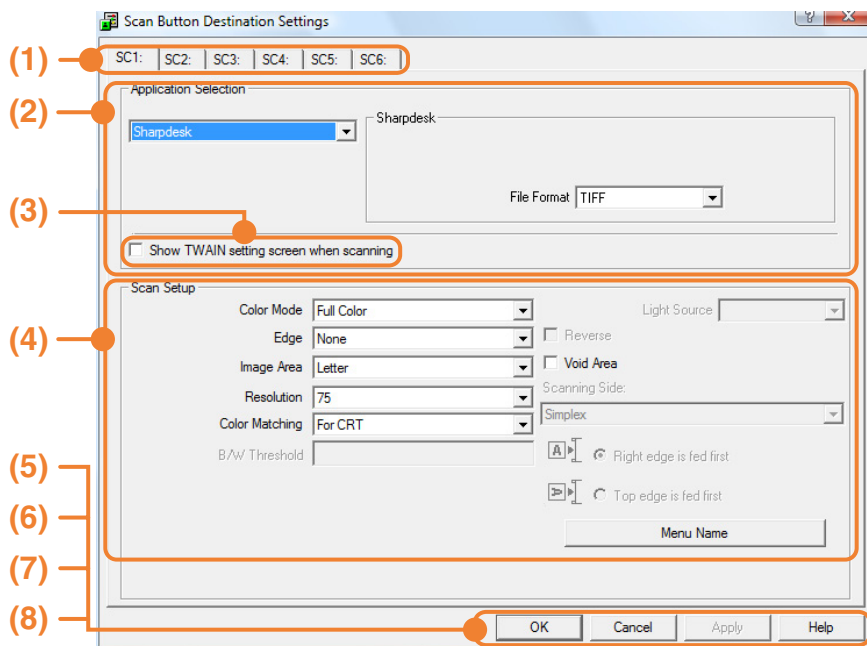 Scan Button Destination Settings
? X
(1)
SC1: SC2: SC3: SC4: SC5: SC6:
(2)
Application Selection
Sharpdesk
Sharpdesk
File Format TIFF
(3)
Show TWAIN setting screen when scanning
(4)
Scan Setup
Color Mode Full Color
Light Source
Edge None
Reverse
Image Area Letter
Void Area
Resolution 75
Scanning Side:
Color Matching For CRT
Simplex
B/W Threshold
A Right edge is fed first
A Top edge is fed first
Menu Name
(5)
(6)
(7)
(8)
OK Cancel Apply Help